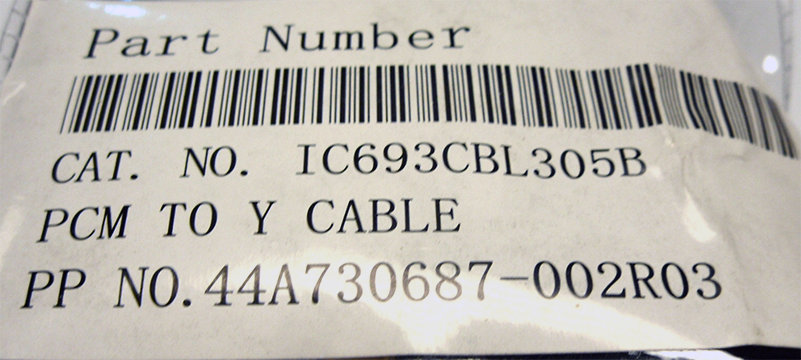 Part Number
CAT. NO. IC693CBL305B
PCM TO Y CABLE
PP NO.44A730687-002R03